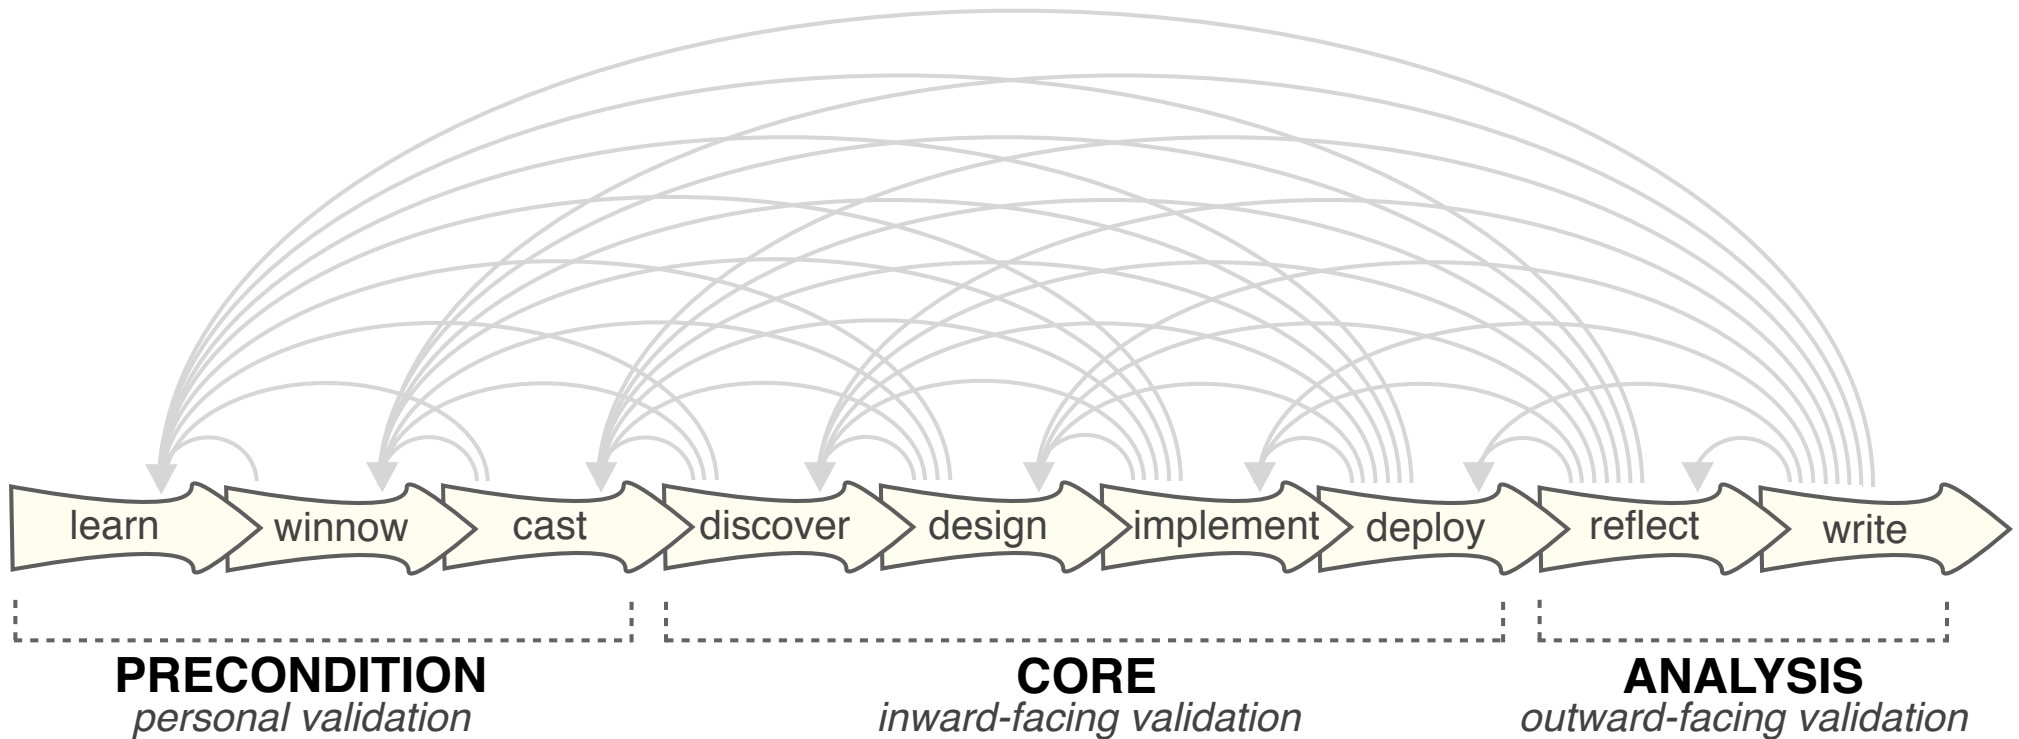 learn
winnow
cast
discover
design
implement
deploy
reflect
write
PRECONDITION
personal validation
CORE
inward-facing validation
ANALYSIS
outward-facing validation